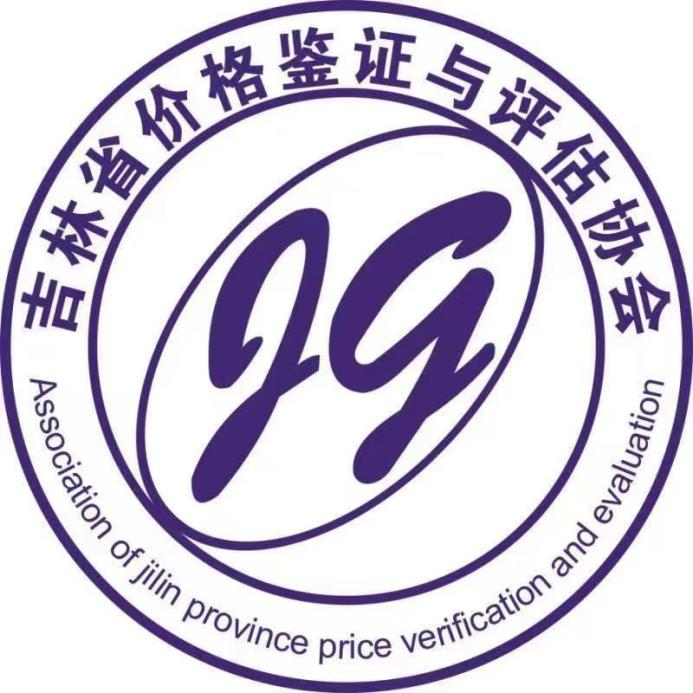 吉林省价格鉴证与评估协会
JG
Association of jilin province price verification and evaluation